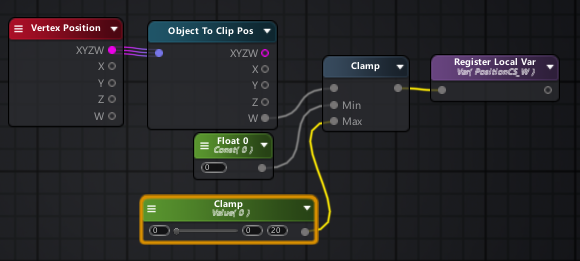 Vertex Position
XYZW
X
Y
Z
W
Object To Clip Pos
XYZW
X
Y
Z
W
Clamp
Min
Max
Register Local Var
Var( PositionCS_W )
Float 0
Const( 0 )
0
Clamp
Value( 0 )
0 0 20